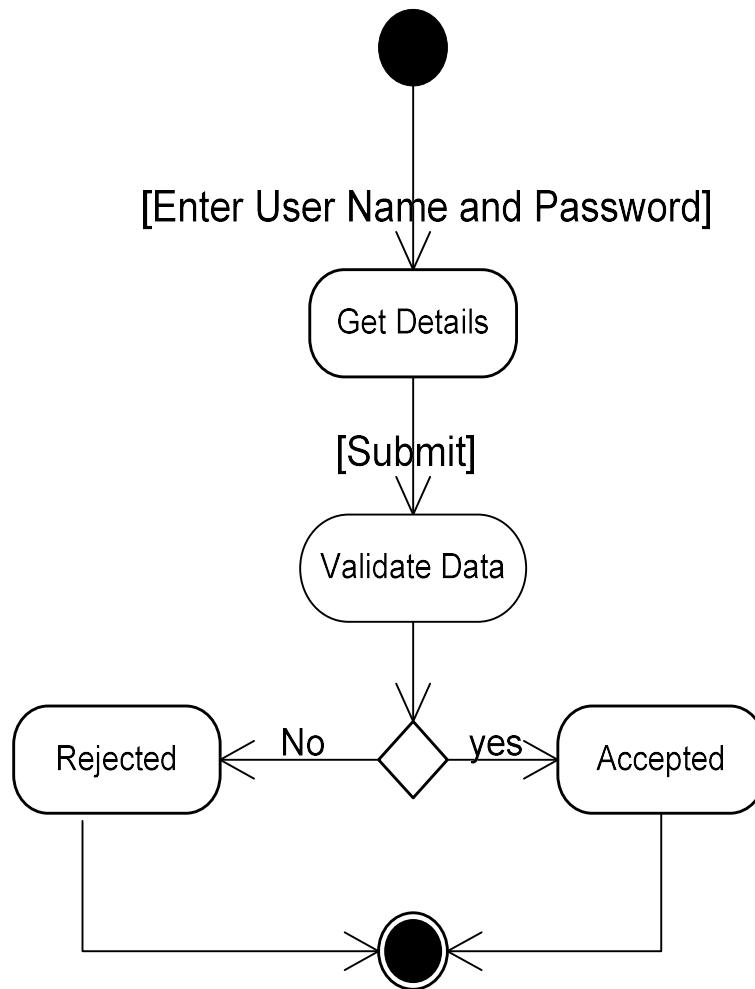 [Enter User Name and Password]
Get Details
[Submit]
Validate Data
No
yes
Rejected
Accepted